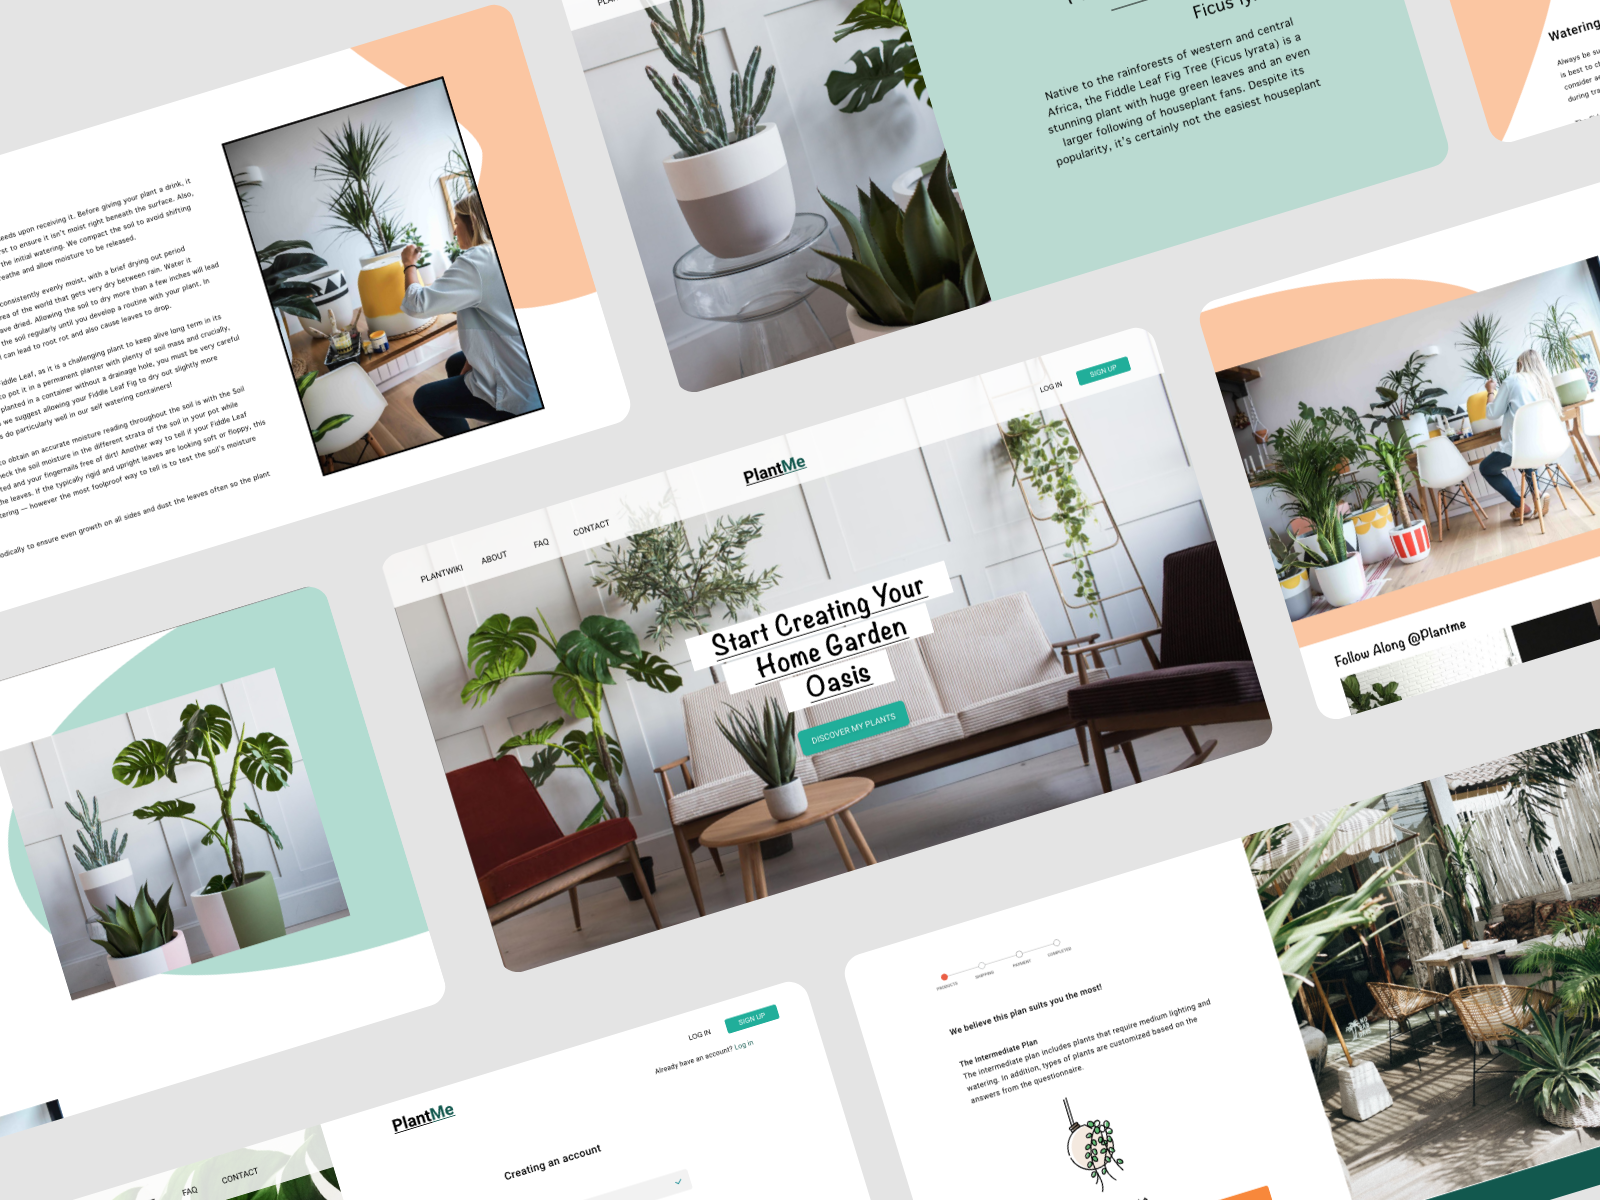 eeds upon receiving it. Before giving your plant a drink, it
rst to ensure it isn't moist right beneath the surface. Also,
the initial watering. We compact the soil to avoid shifting
reathe and allow moisture to be released.
consistently evenly moist, with a brief drying out period
area of the world that gets very dry between rain. Water it
ave dried. Allowing the soil to dry more than a few inches will lead
the soil regularly until you develop a routine with your plant. In
l can lead to root rot and also cause leaves to drop.
Fiddle Leaf, as it is a challenging plant to keep alive long term in its
to pot it in a permanent planter with plenty of soil mass and crucially,
planted in a container without a drainage hole, you must be very careful
we suggest allowing your Fiddle Leaf Fig to dry out slightly more
s do particularly well in our self watering containers!
to obtain an accurate moisture reading throughout the soil is with the Soil
heck the soil moisture in the different strata of the soil in your pot while
ted and your fingernails free of dirt! Another way to tell if your Fiddle Leaf
the leaves. If the typically rigid and upright leaves are looking soft or floppy, this
tering — however the most foolproof way to tell is to test the soil's moisture
odically to ensure even growth on all sides and dust the leaves often so the plant
Native to the rainforests of western and central
Africa, the Fiddle Leaf Fig Tree (Ficus lyrata) is a
stunning plant with huge green leaves and an even
larger following of houseplant fans. Despite its
popularity, it's certainly not the easiest houseplant
Watering
Always be su
is best to c
consider a
during tra
PLANTWIKI ABOUT FAQ CONTACT
PlantMe
LOG IN SIGN UP
Start Creating Your
Home Garden
Oasis
DISCOVER MY PLANTS
Follow Along @Plantme
FAQ CONTACT
LOG IN SIGN UP
Already have an account? Log in
PlantMe
Creating an account
PRODUCTS SHIPPING PAYMENT COMPLETED
We believe this plan suits you the most!
The Intermediate Plan
The intermediate plan includes plants that require medium lighting and
watering. In addition, types of plants are customized based on the
answers from the questionnaire.